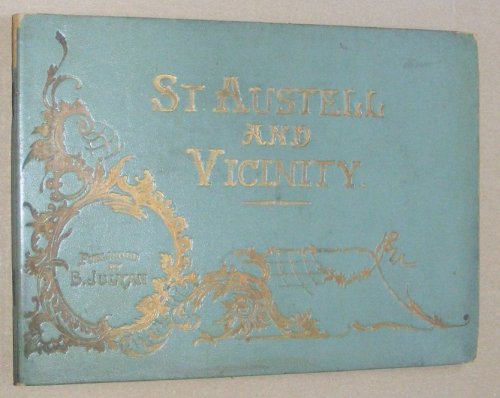 St. Austell
and
Vicinity.
Published
by
B. Julyan